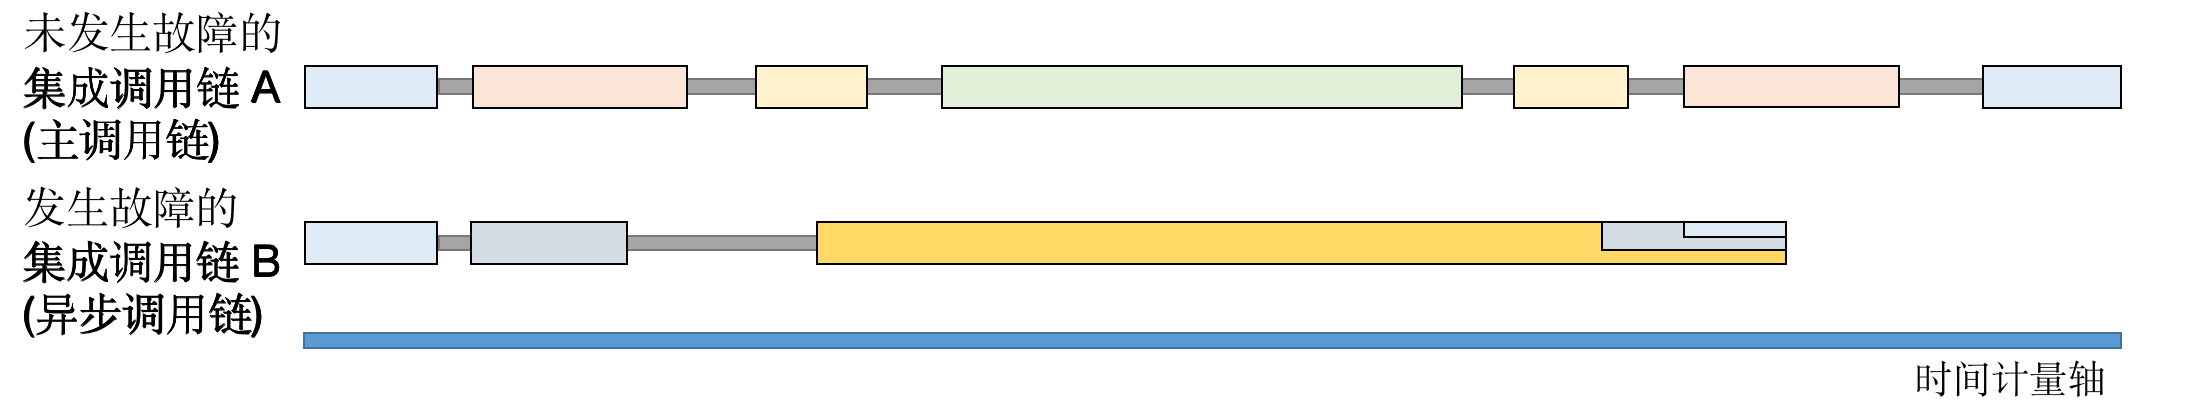 未发生故障的
集成调用链 A
(主调用链)
发生故障的
集成调用链 B
(异步调用链)
时间计量轴